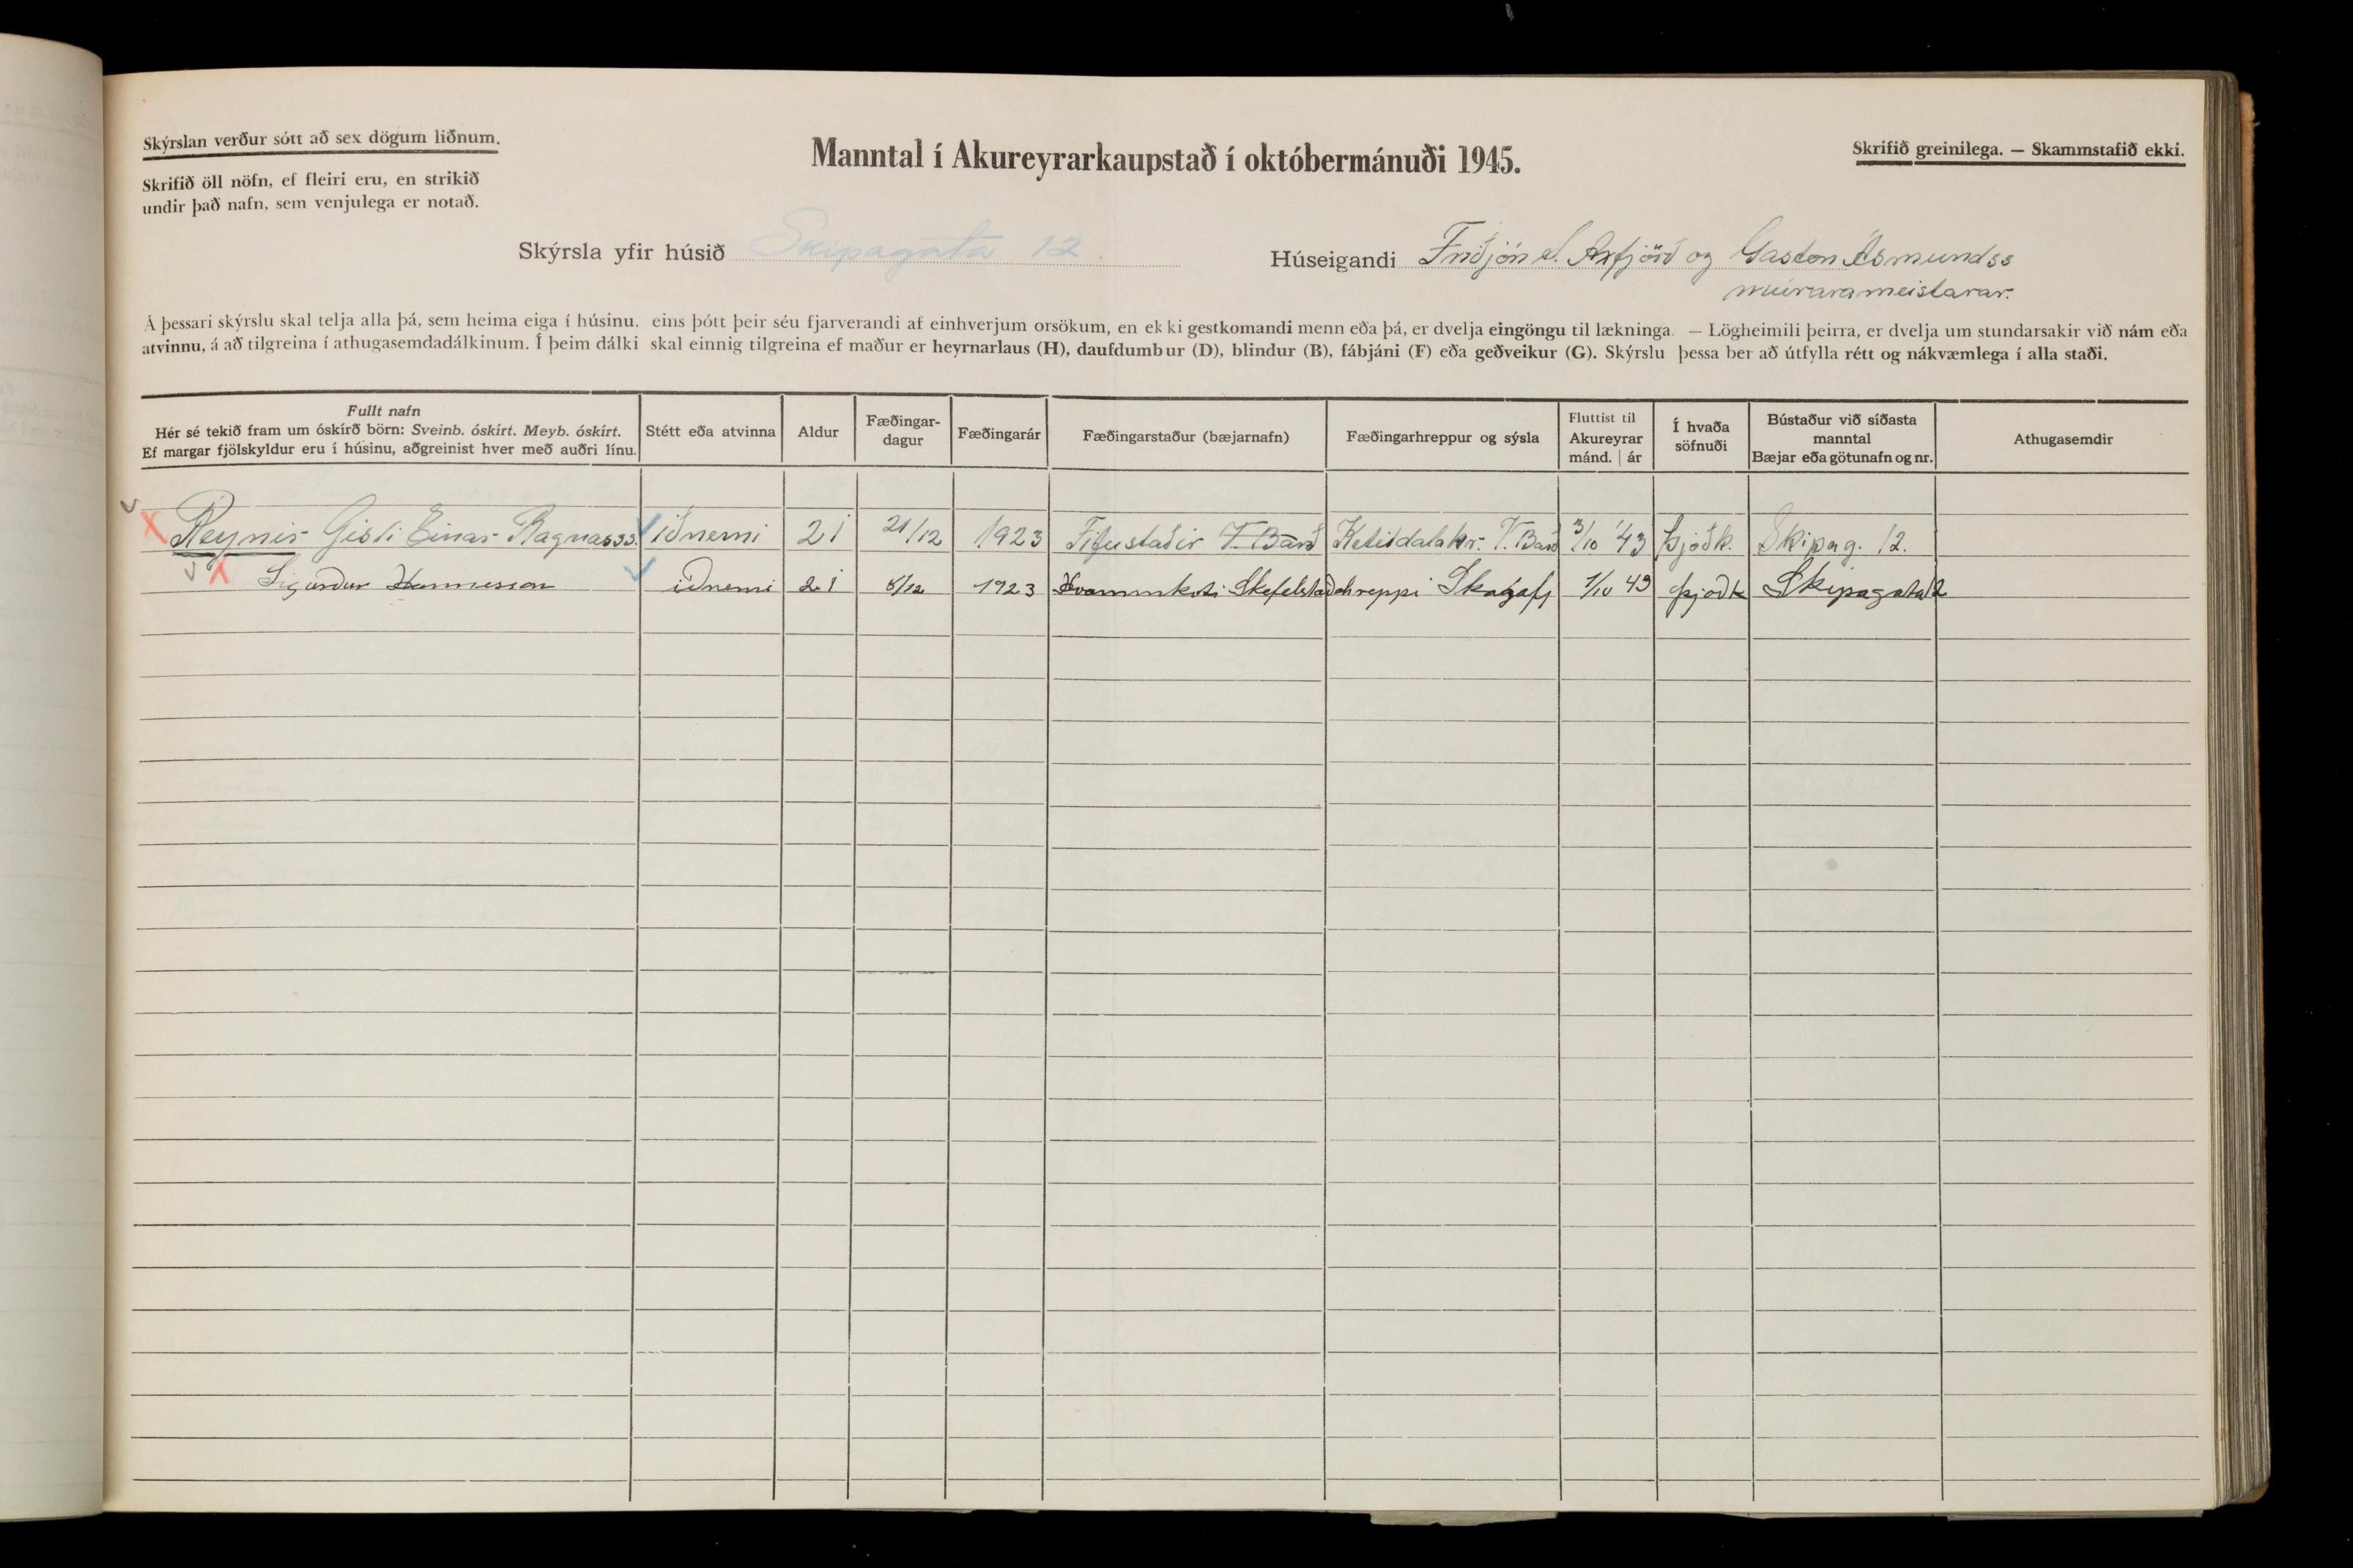 Skýrslan verður sótt að sex dögum liðnum.
Skrifið öll nöfn, ef fleiri eru, en strikið
undir það nafn, sem venjulega er notað.
Manntal í Akureyrarkaupstað í októbermánuði 1945.
Skrifið greinilega. — Skammstafið ekki.
Skýrsla yfir húsið Skipagata 12.
Húseigandi Friðjón S. Axfjörð og Gaston Ásmundss
múrarameistarar.
Á þessari skýrslu skal telja alla þá, sem heima eiga í húsinu, eins þótt þeir séu fjarverandi af einhverjum orsökum, en ekki gestkomandi menn eða þá, er dvelja eingöngu til lækninga. — Lögheimili þeirra, er dvelja um stundarsakir við nám eða
atvinnu, á að tilgreina í athugasemdadálkinum. Í þeim dálki skal einnig tilgreina ef maður er heyrnarlaus (H), daufdumbur (D), blindur (B), fábjáni (F) eða geðveikur (G). Skýrslu þessa ber að útfylla rétt og nákvæmlega í alla staði.
Fullt nafn
Hér sé tekið fram um óskírð börn: Sveinb. óskírt. Meyb. óskírt.
Ef margar fjölskyldur eru í húsinu, aðgreinist hver með auðri línu.
Stétt eða atvinna
Aldur
Fæðingar-
dagur
Fæðingarár
Fæðingarstaður (bæjarnafn)
Fæðingarhreppur og sýsla
Fluttist til
Akureyrar
mánd. | ár
Í hvaða
söfnuði
Bústaður við síðasta
manntal
Bæjar eða götunafn og nr.
Athugasemdir
X Reynir Gísli Einar Ragnarss. iðnemi 21 21/12 1923 Fífustaðir V. Barð Ketildalahr. V. Barð 3/10 '43 Þjóðk. Skipag. 12.
X Sigurður Hannesson iðnemi 21 8/12 1923 Hvammkoti Skefelstaðahreppi Skagafj 1/10 43 þjoðk Skipagata 12